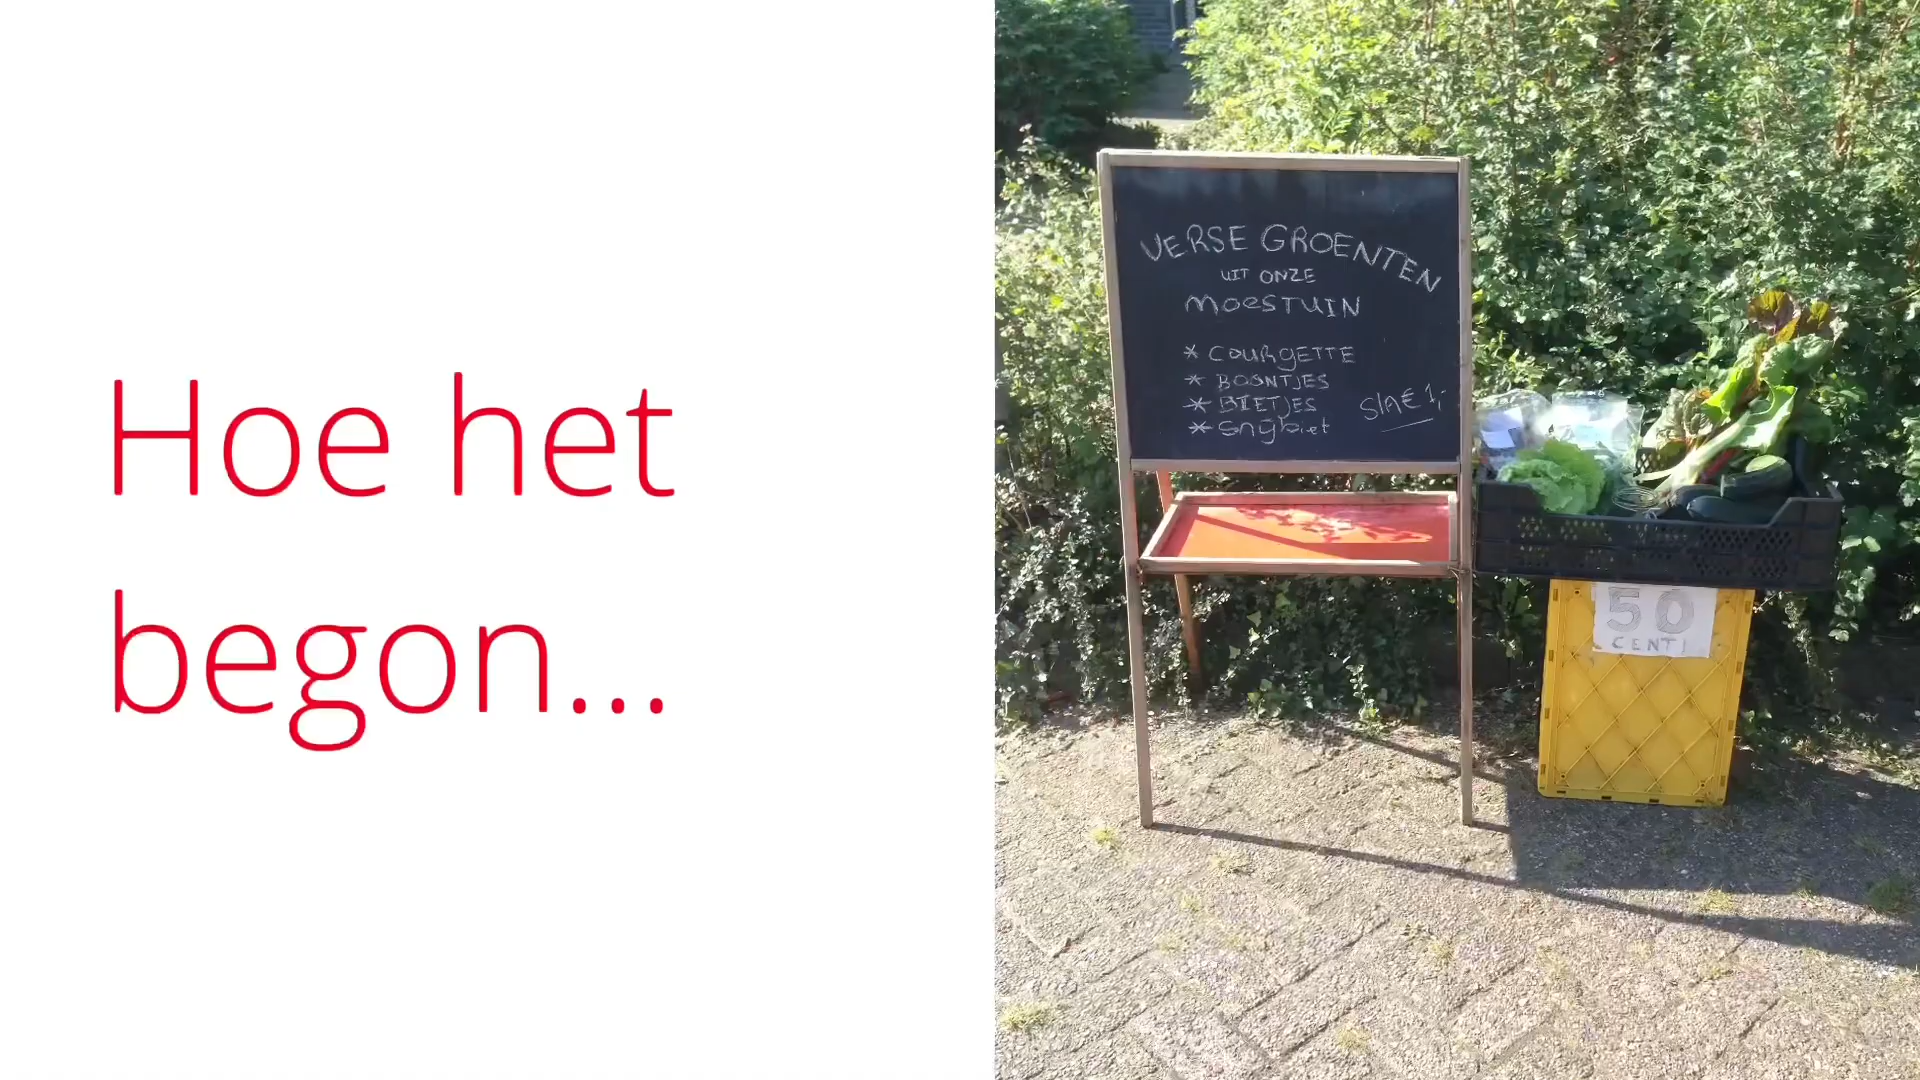 Hoe het
begon...
VERSE GROENTEN
UIT ONZE
MOESTUIN
* COURGETTE
* BOONTJES
* BIETJES
* Snijbiet
SLA € 1,-
50
CENT!